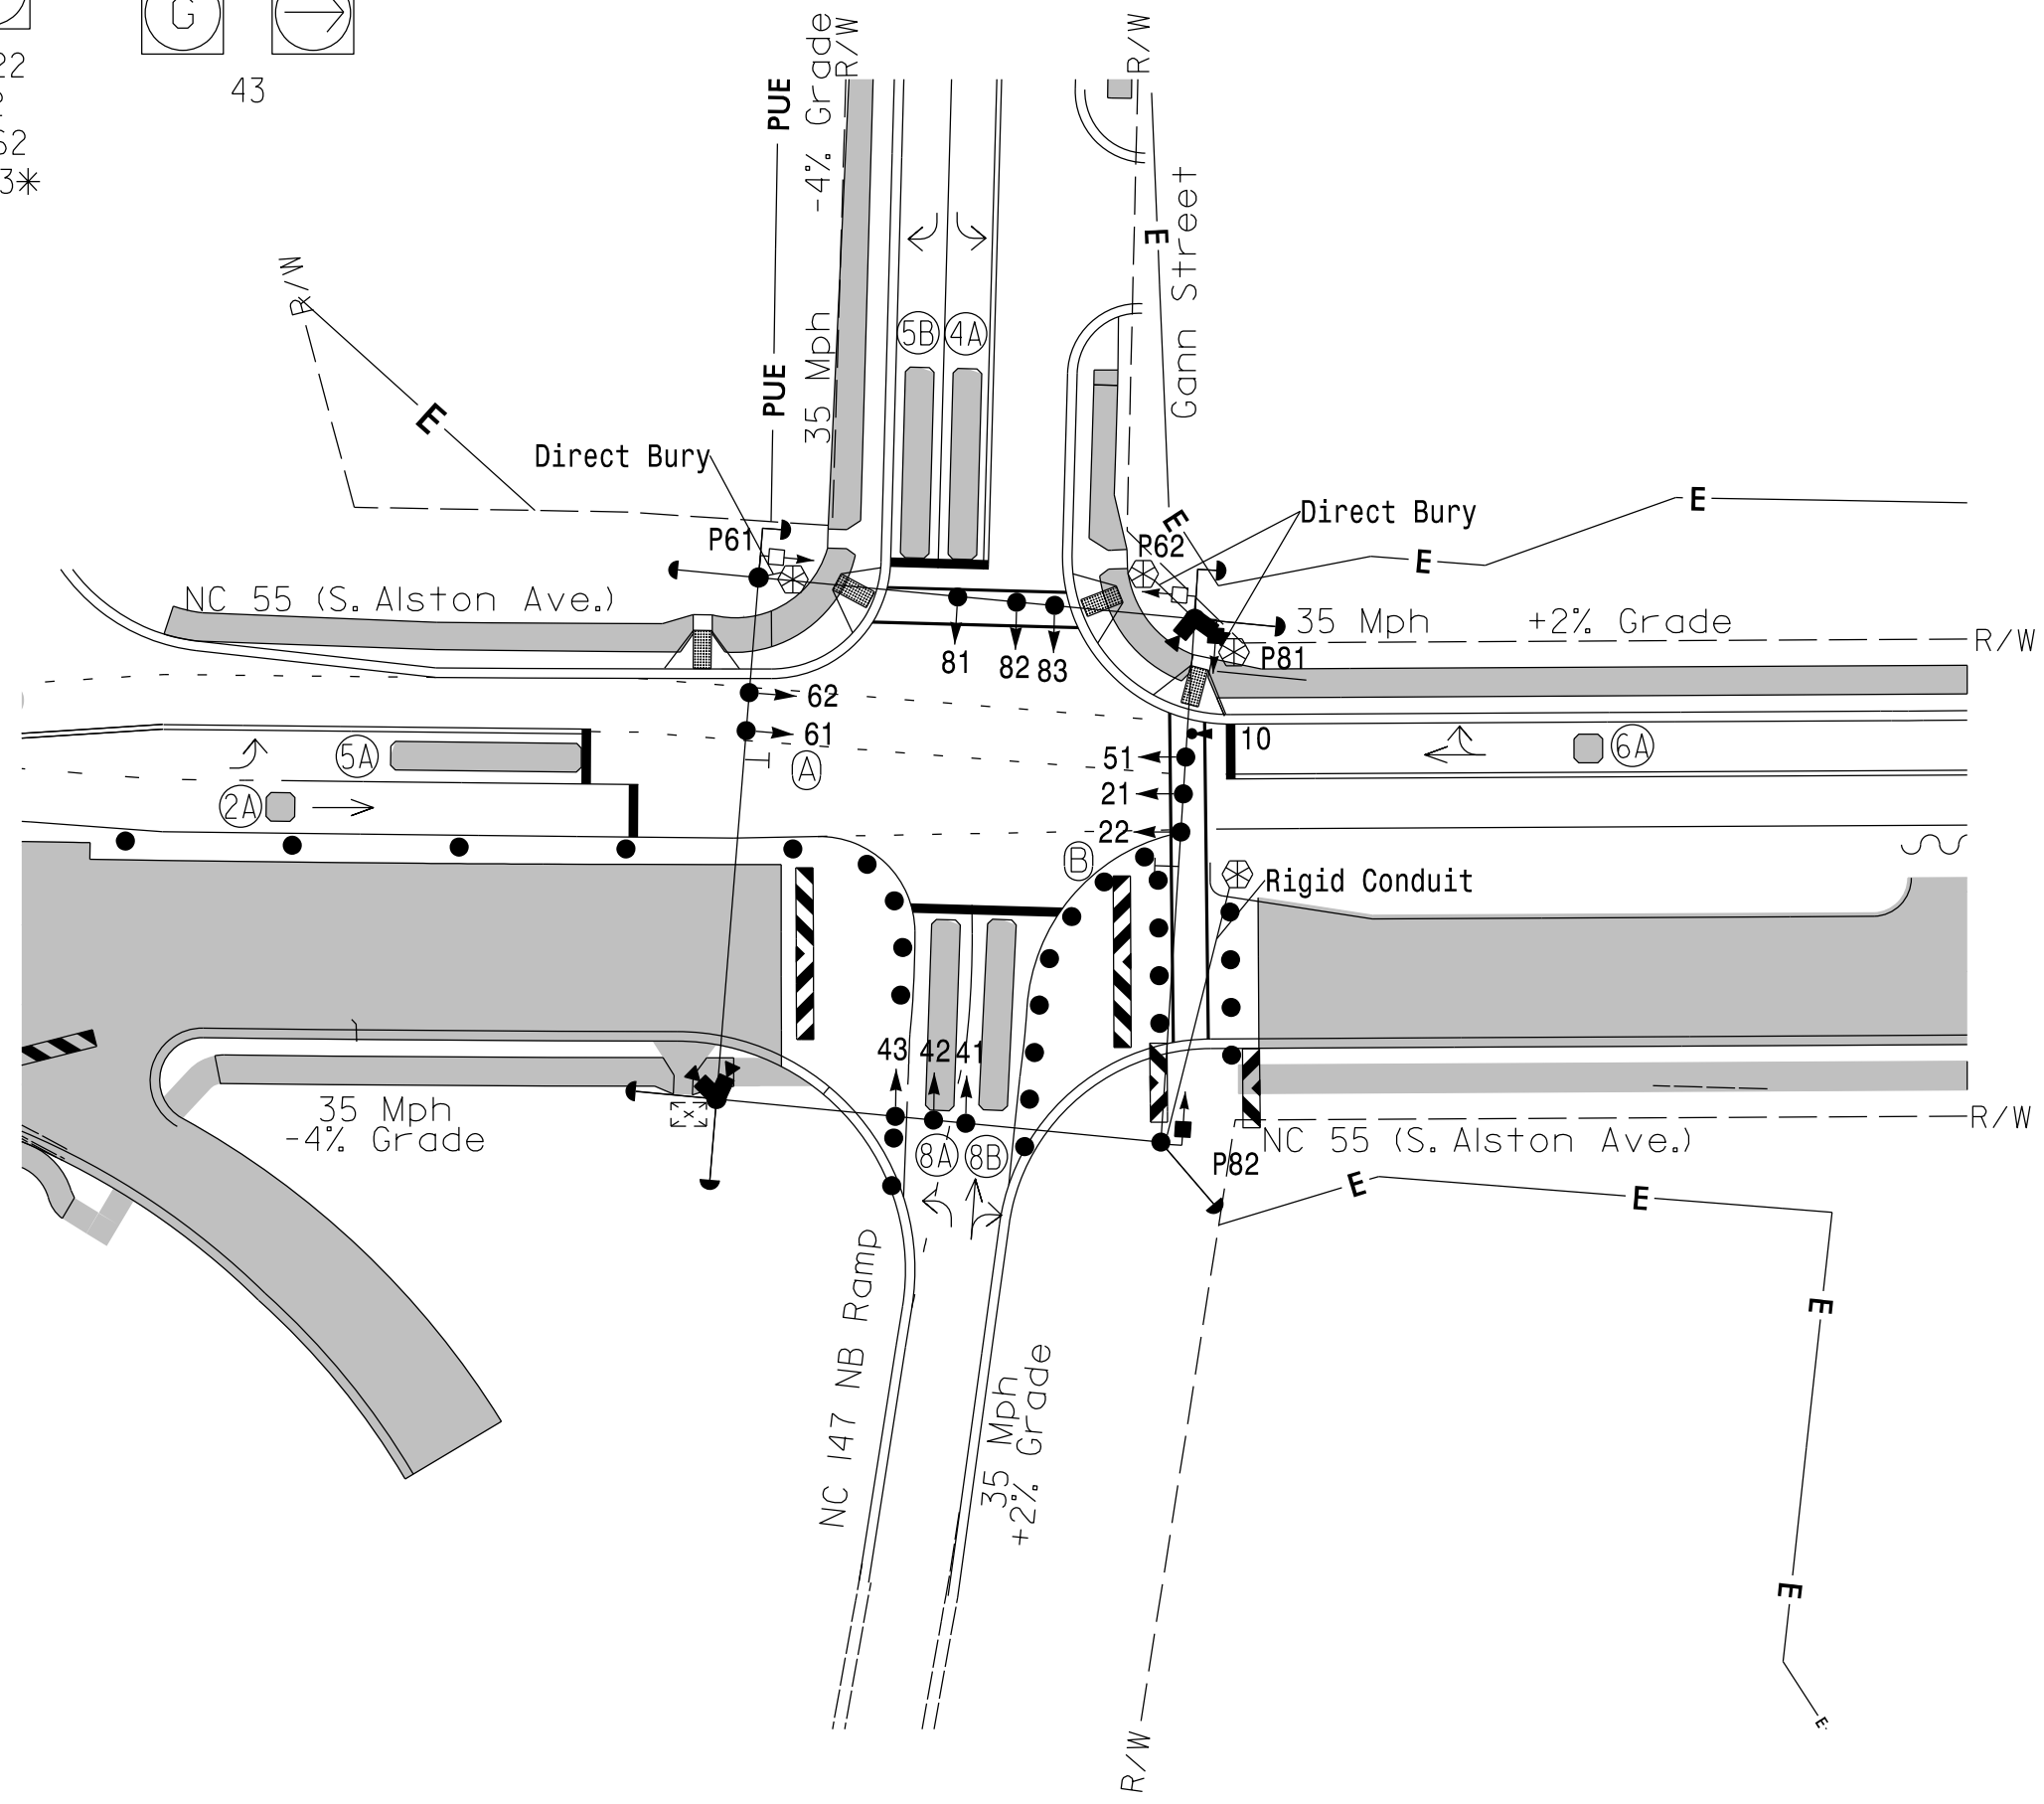 G
43
22
62
3*
R/W
R/W
-4% Grade
35 Mph
PUE
PUE
E
Gann Street
R/W
E
5B
4A
Direct Bury
Direct Bury
E
E
E
P61
P62
P81
NC 55 (S. Alston Ave.)
35 Mph +2% Grade
R/W
81
82
83
62
61
A
10
51
21
22
5A
6A
2A
B
Rigid Conduit
43
42
41
35 Mph
-4% Grade
x
R/W
NC 55 (S. Alston Ave.)
8A
8B
P82
E
E
NC 147 NB Ramp
35 Mph
+2% Grade
E
E
R/W
E